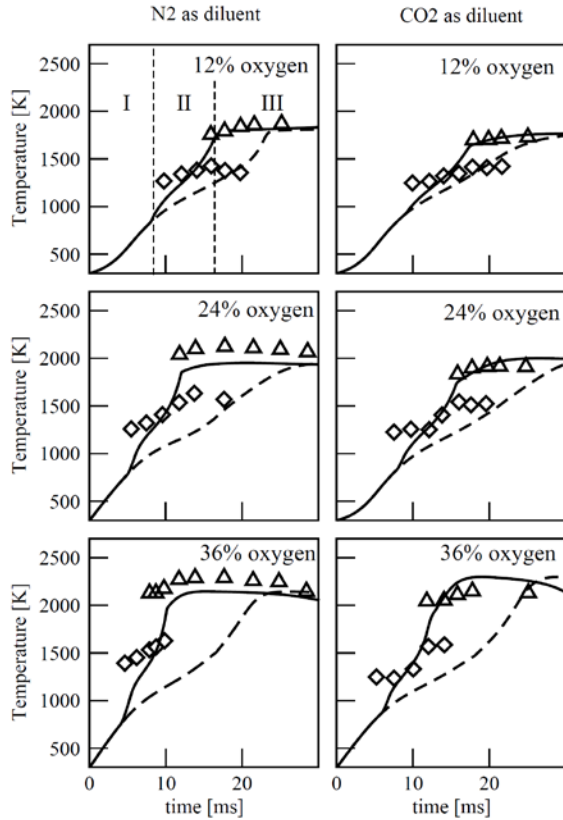 N2 as diluent
CO2 as diluent
Temperature [K]
2500
2000
1500
1000
500
12% oxygen
I
II
III
12% oxygen
Temperature [K]
2500
2000
1500
1000
500
24% oxygen
24% oxygen
Temperature [K]
2500
2000
1500
1000
500
36% oxygen
36% oxygen
0
10
20
0
10
20
time [ms]
time [ms]